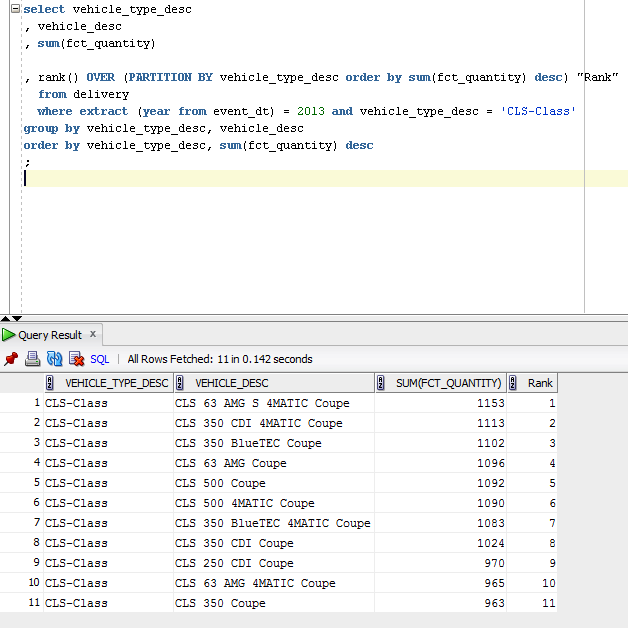 select vehicle_type_desc
, vehicle_desc
, sum(fct_quantity)
, rank() OVER (PARTITION BY vehicle_type_desc order by sum(fct_quantity) desc) "Rank"
from delivery
where extract (year from event_dt) = 2013 and vehicle_type_desc = 'CLS-Class'
group by vehicle_type_desc, vehicle_desc
order by vehicle_type_desc, sum(fct_quantity) desc
;
Query Result x
SQL | All Rows Fetched: 11 in 0.142 seconds
VEHICLE_TYPE_DESC VEHICLE_DESC SUM(FCT_QUANTITY) Rank
1 CLS-Class CLS 63 AMG S 4MATIC Coupe 1153 1
2 CLS-Class CLS 350 CDI 4MATIC Coupe 1113 2
3 CLS-Class CLS 350 BlueTEC Coupe 1102 3
4 CLS-Class CLS 63 AMG Coupe 1096 4
5 CLS-Class CLS 500 Coupe 1092 5
6 CLS-Class CLS 500 4MATIC Coupe 1090 6
7 CLS-Class CLS 350 BlueTEC 4MATIC Coupe 1083 7
8 CLS-Class CLS 350 CDI Coupe 1024 8
9 CLS-Class CLS 250 CDI Coupe 970 9
10 CLS-Class CLS 63 AMG 4MATIC Coupe 965 10
11 CLS-Class CLS 350 Coupe 963 11